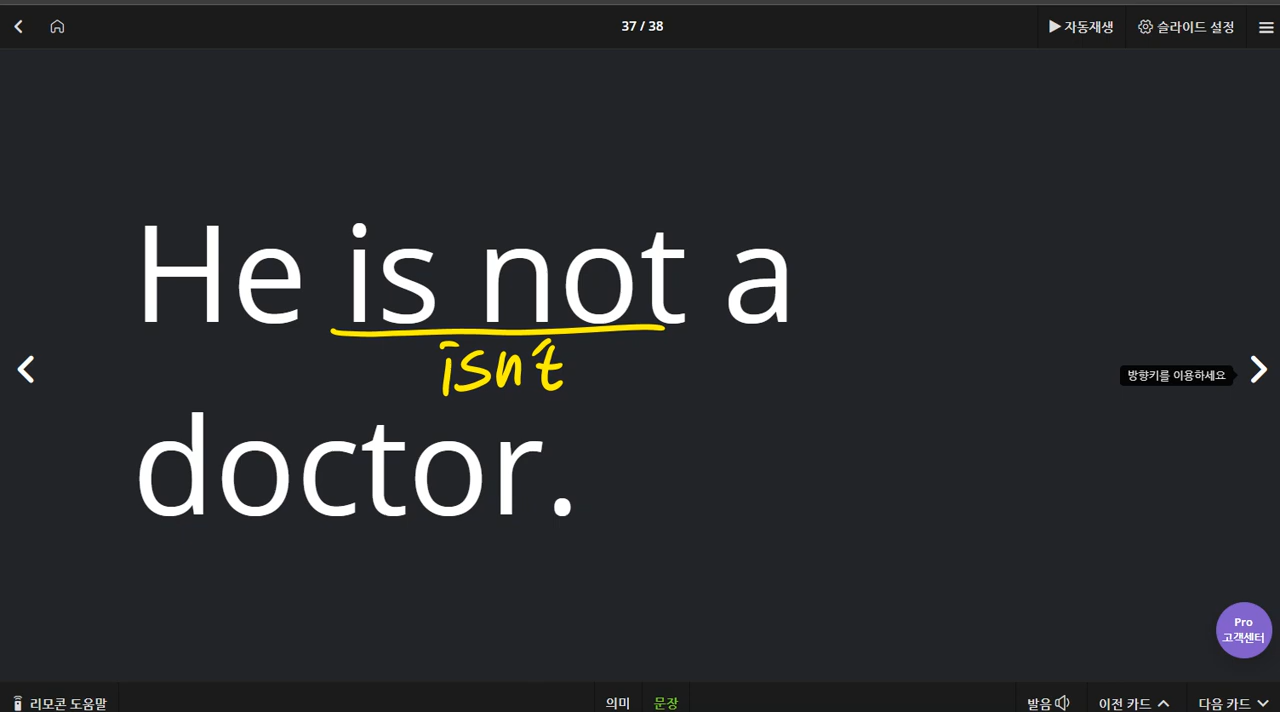 37 / 38
자동재생
슬라이드 설정
He is not a
isn't
doctor.
방향키를 이용하세요
Pro
고객센터
리모콘 도움말
의미
문장
발음
이전 카드
다음 카드